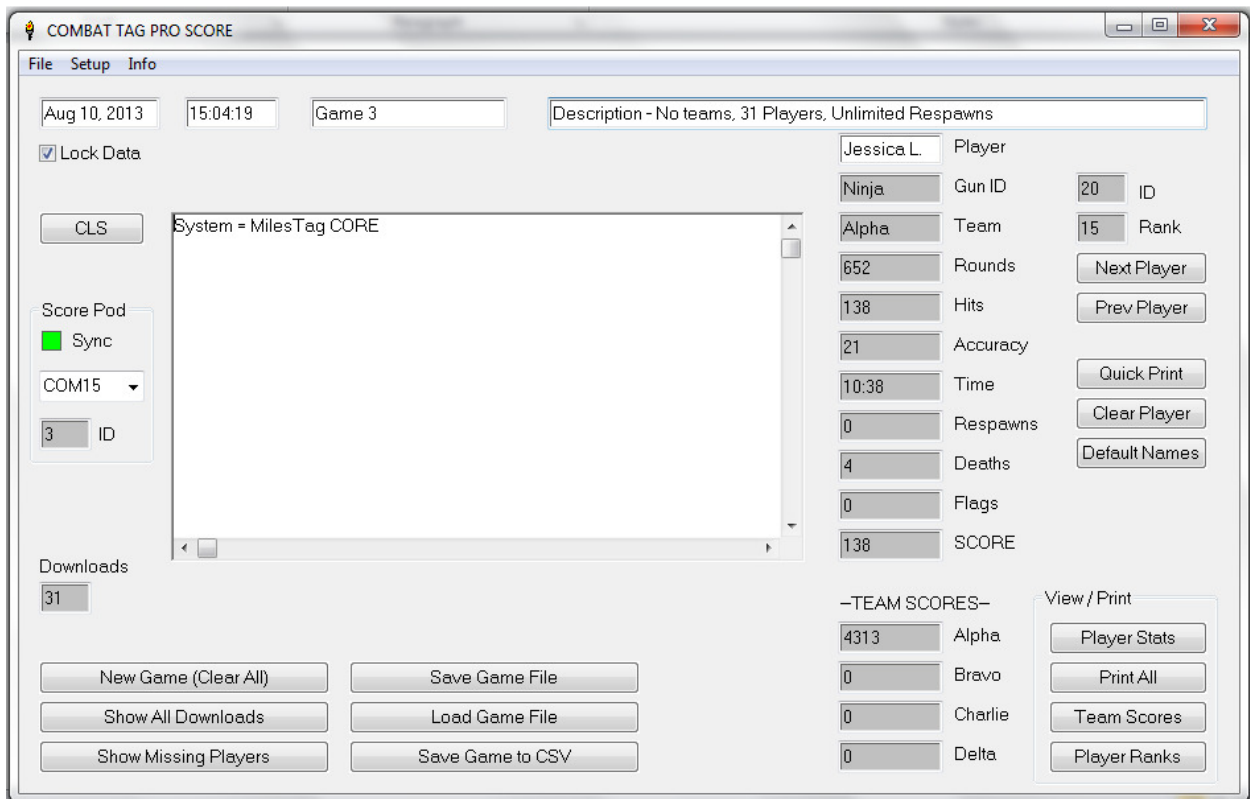 COMBAT TAG PRO SCORE
File Setup Info
Aug 10, 2013 15:04:19 Game 3 Description - No teams, 31 Players, Unlimited Respawns
Lock Data
CLS
System = MilesTag CORE
Score Pod
Sync
COM15
3 ID
Downloads
31
Jessica L. Player
Ninja Gun ID 20 ID
Alpha Team 15 Rank
652 Rounds Next Player
138 Hits Prev Player
21 Accuracy
10:38 Time Quick Print
0 Respawns Clear Player
4 Deaths Default Names
0 Flags
138 SCORE
–TEAM SCORES– View / Print
4313 Alpha Player Stats
0 Bravo Print All
0 Charlie Team Scores
0 Delta Player Ranks
New Game (Clear All) Save Game File
Show All Downloads Load Game File
Show Missing Players Save Game to CSV